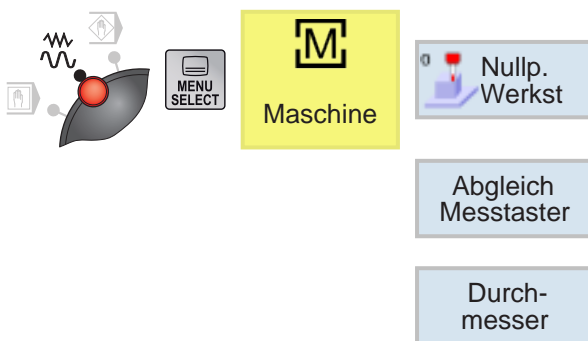 MENU
SELECT
M
Maschine
Nullp.
Werkst
Abgleich
Messtaster
Durch-
messer